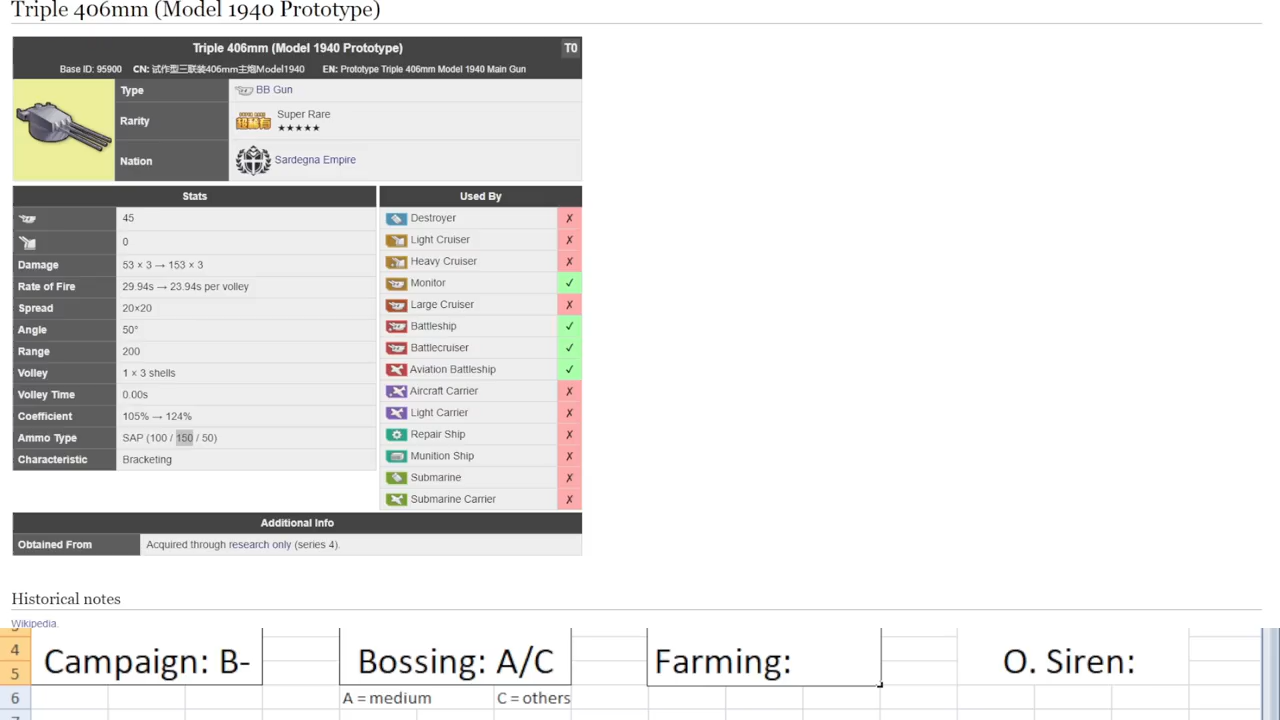 Triple 406mm (Model 1940 Prototype)
Triple 406mm (Model 1940 Prototype) T0
Base ID: 95900 CN: 试作型三联装406mm主炮Model1940 EN: Prototype Triple 406mm Model 1940 Main Gun
Type BB Gun
Rarity Super Rare
★★★★★
Nation Sardegna Empire
Stats
45
0
Damage 53 × 3 → 153 × 3
Rate of Fire 29.94s → 23.94s per volley
Spread 20×20
Angle 50°
Range 200
Volley 1 × 3 shells
Volley Time 0.00s
Coefficient 105% → 124%
Ammo Type SAP (100 / 150 / 50)
Characteristic Bracketing
Used By
Destroyer ✗
Light Cruiser ✗
Heavy Cruiser ✗
Monitor ✓
Large Cruiser ✗
Battleship ✓
Battlecruiser ✓
Aviation Battleship ✓
Aircraft Carrier ✗
Light Carrier ✗
Repair Ship ✗
Munition Ship ✗
Submarine ✗
Submarine Carrier ✗
Additional Info
Obtained From Acquired through research only (series 4).
Historical notes
Wikipedia.
4
5
6
Campaign: B-
Bossing: A/C
Farming:
O. Siren:
A = medium C = others